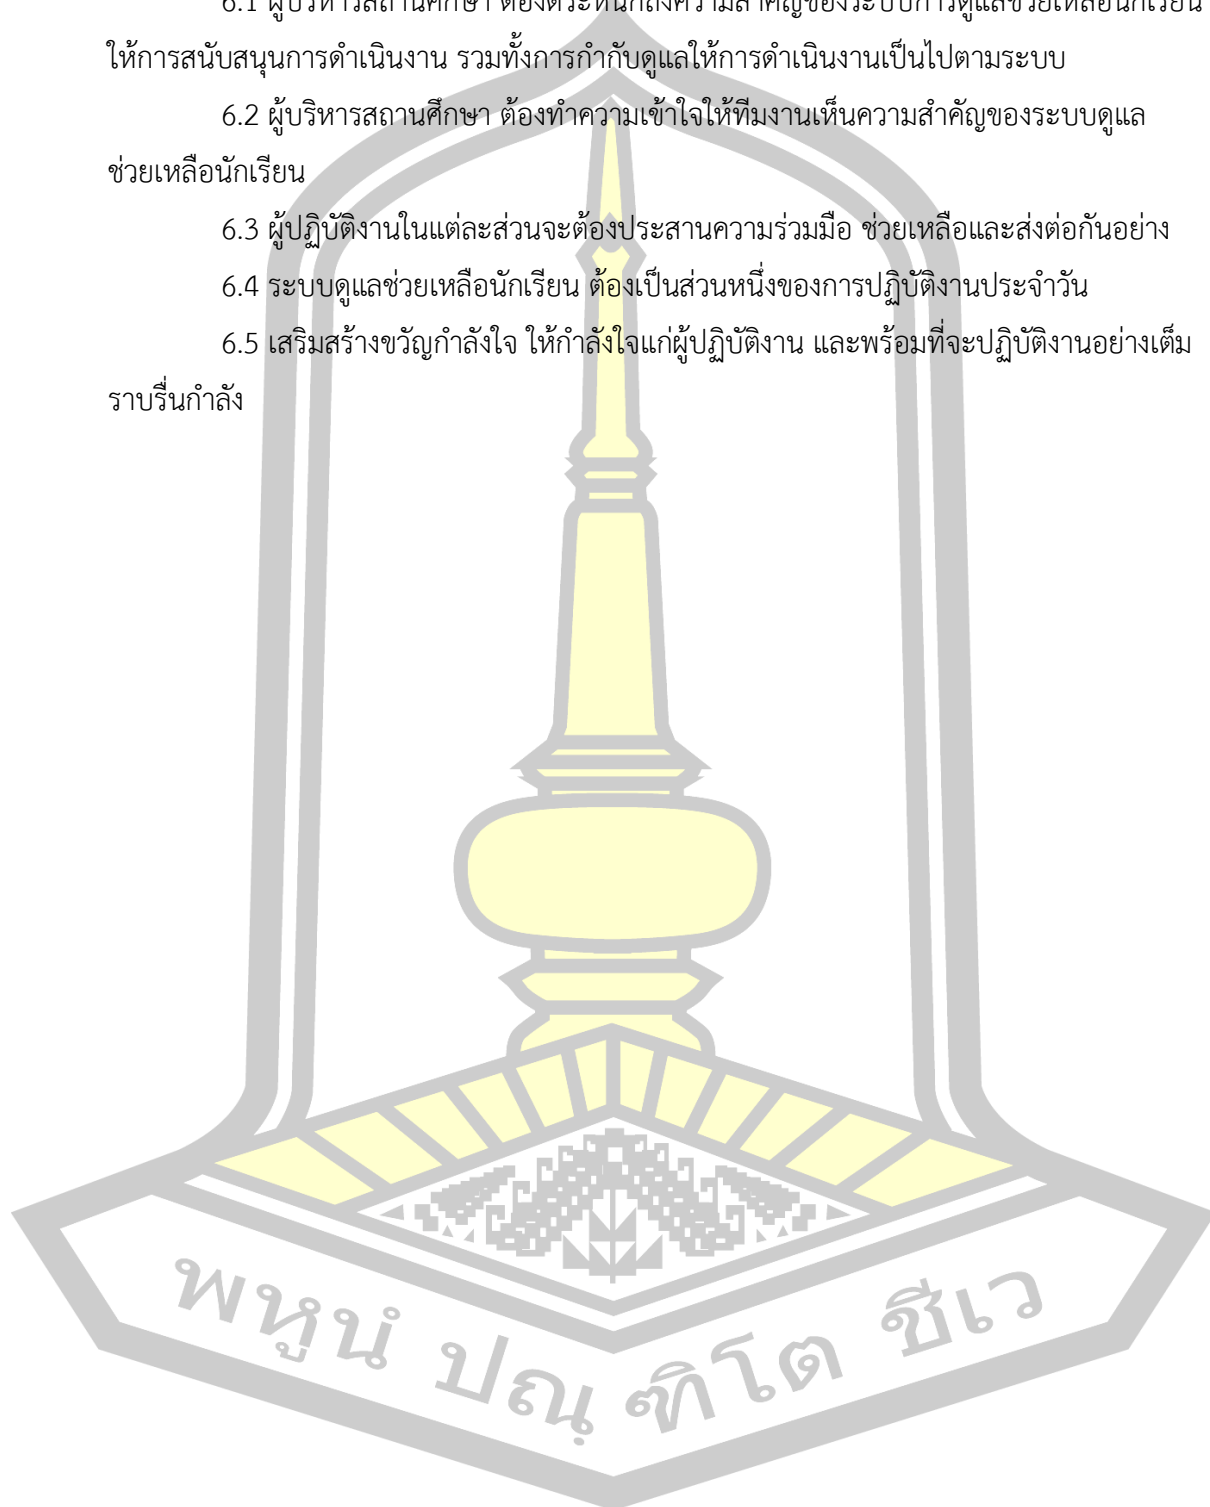 6.1 ผู้บริหารสถานศึกษา ต้องตระหนักถึงความสำคัญของระบบการดูแลช่วยเหลือนักเรียน
ให้การสนับสนุนการดำเนินงาน รวมทั้งการกำกับดูแลให้การดำเนินงานเป็นไปตามระบบ
6.2 ผู้บริหารสถานศึกษา ต้องทำความเข้าใจให้ทีมงานเห็นความสำคัญของระบบดูแล
ช่วยเหลือนักเรียน
6.3 ผู้ปฏิบัติงานในแต่ละส่วนจะต้องประสานความร่วมมือ ช่วยเหลือและส่งต่อกันอย่าง
6.4 ระบบดูแลช่วยเหลือนักเรียน ต้องเป็นส่วนหนึ่งของการปฏิบัติงานประจำวัน
6.5 เสริมสร้างขวัญกำลังใจ ให้กำลังใจแก่ผู้ปฏิบัติงาน และพร้อมที่จะปฏิบัติงานอย่างเต็ม
ราบรื่นกำลัง
พหูนํ ปณฺฑิโต ชีเว